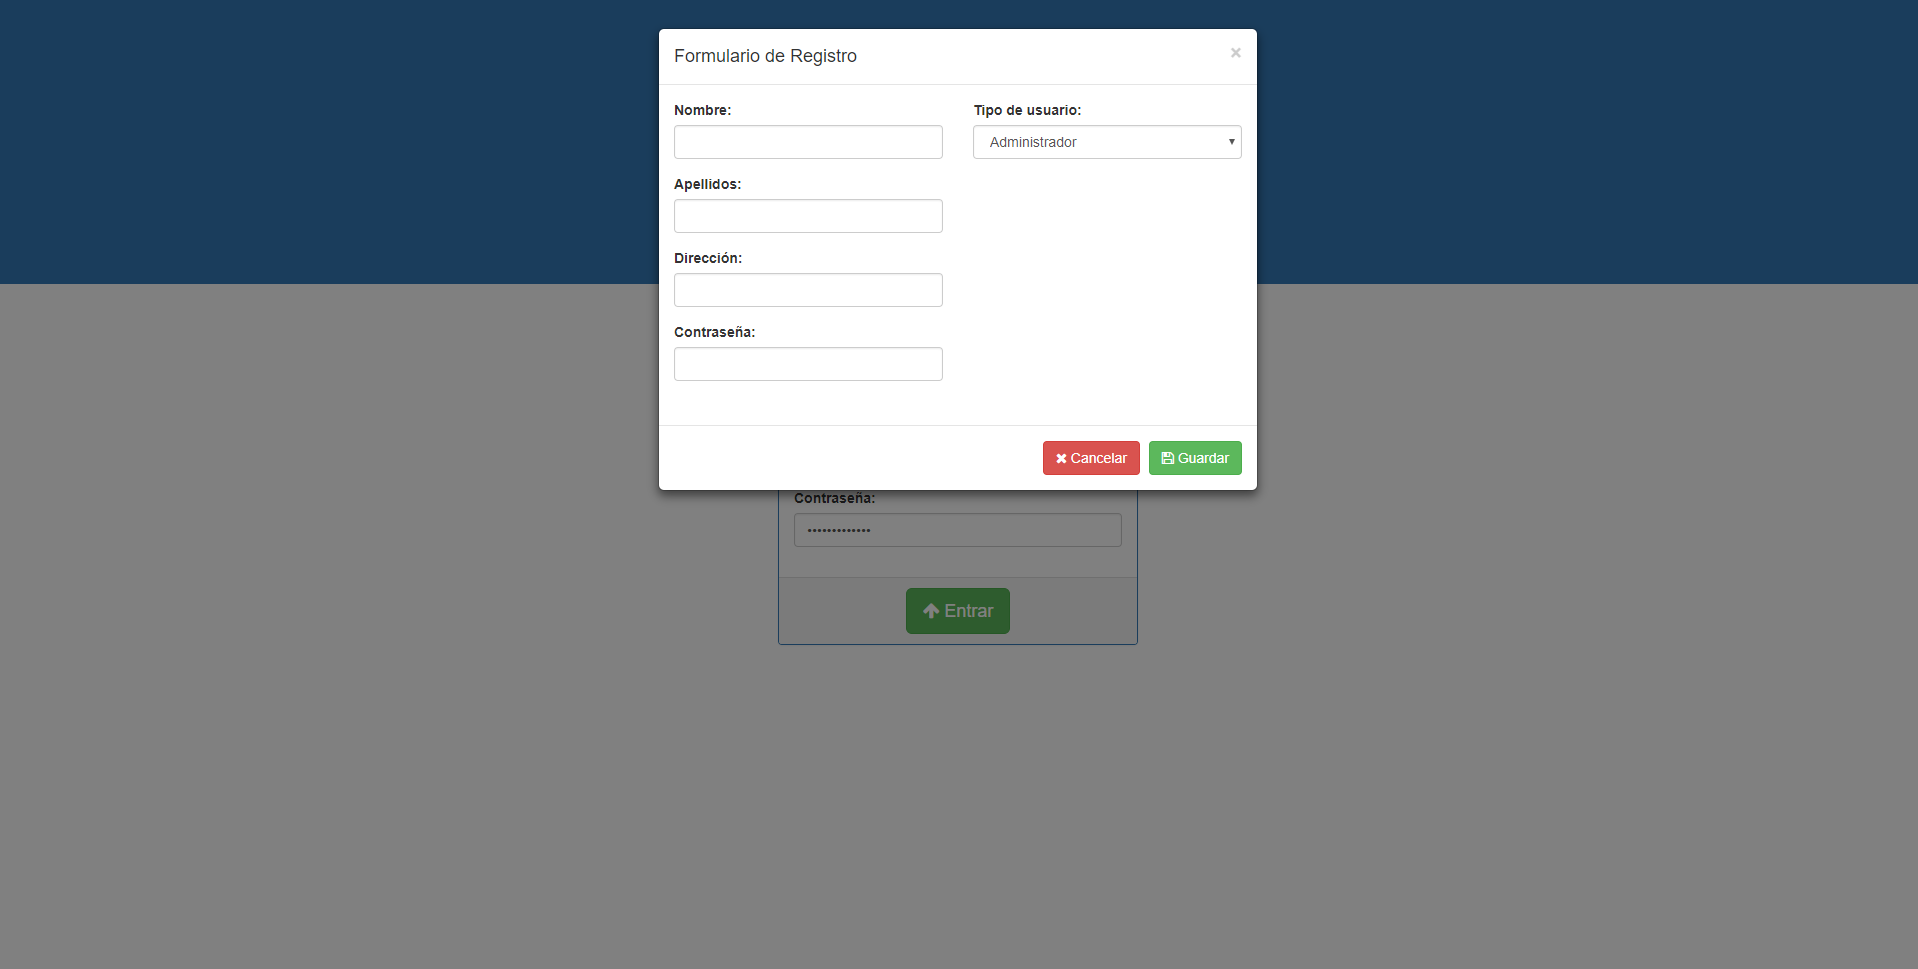 Formulario de Registro
×
Nombre:
Tipo de usuario:
Administrador
Apellidos:
Dirección:
Contraseña:
Cancelar
Guardar
Contraseña:
•••••••••••••
Entrar